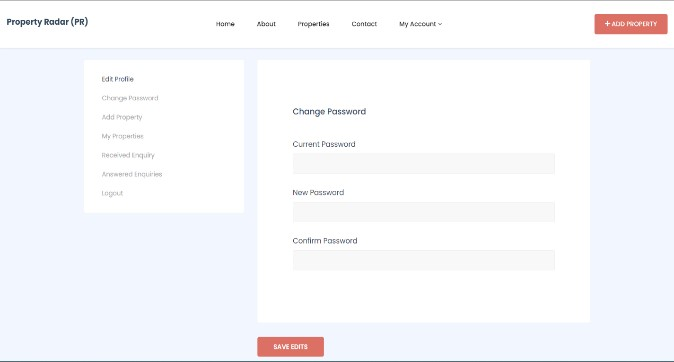 Property Radar (PR)
Home About Properties Contact My Account
+ ADD PROPERTY
Edit Profile
Change Password
Add Property
My Properties
Received Enquiry
Answered Enquiries
Logout
Change Password
Current Password
New Password
Confirm Password
SAVE EDITS